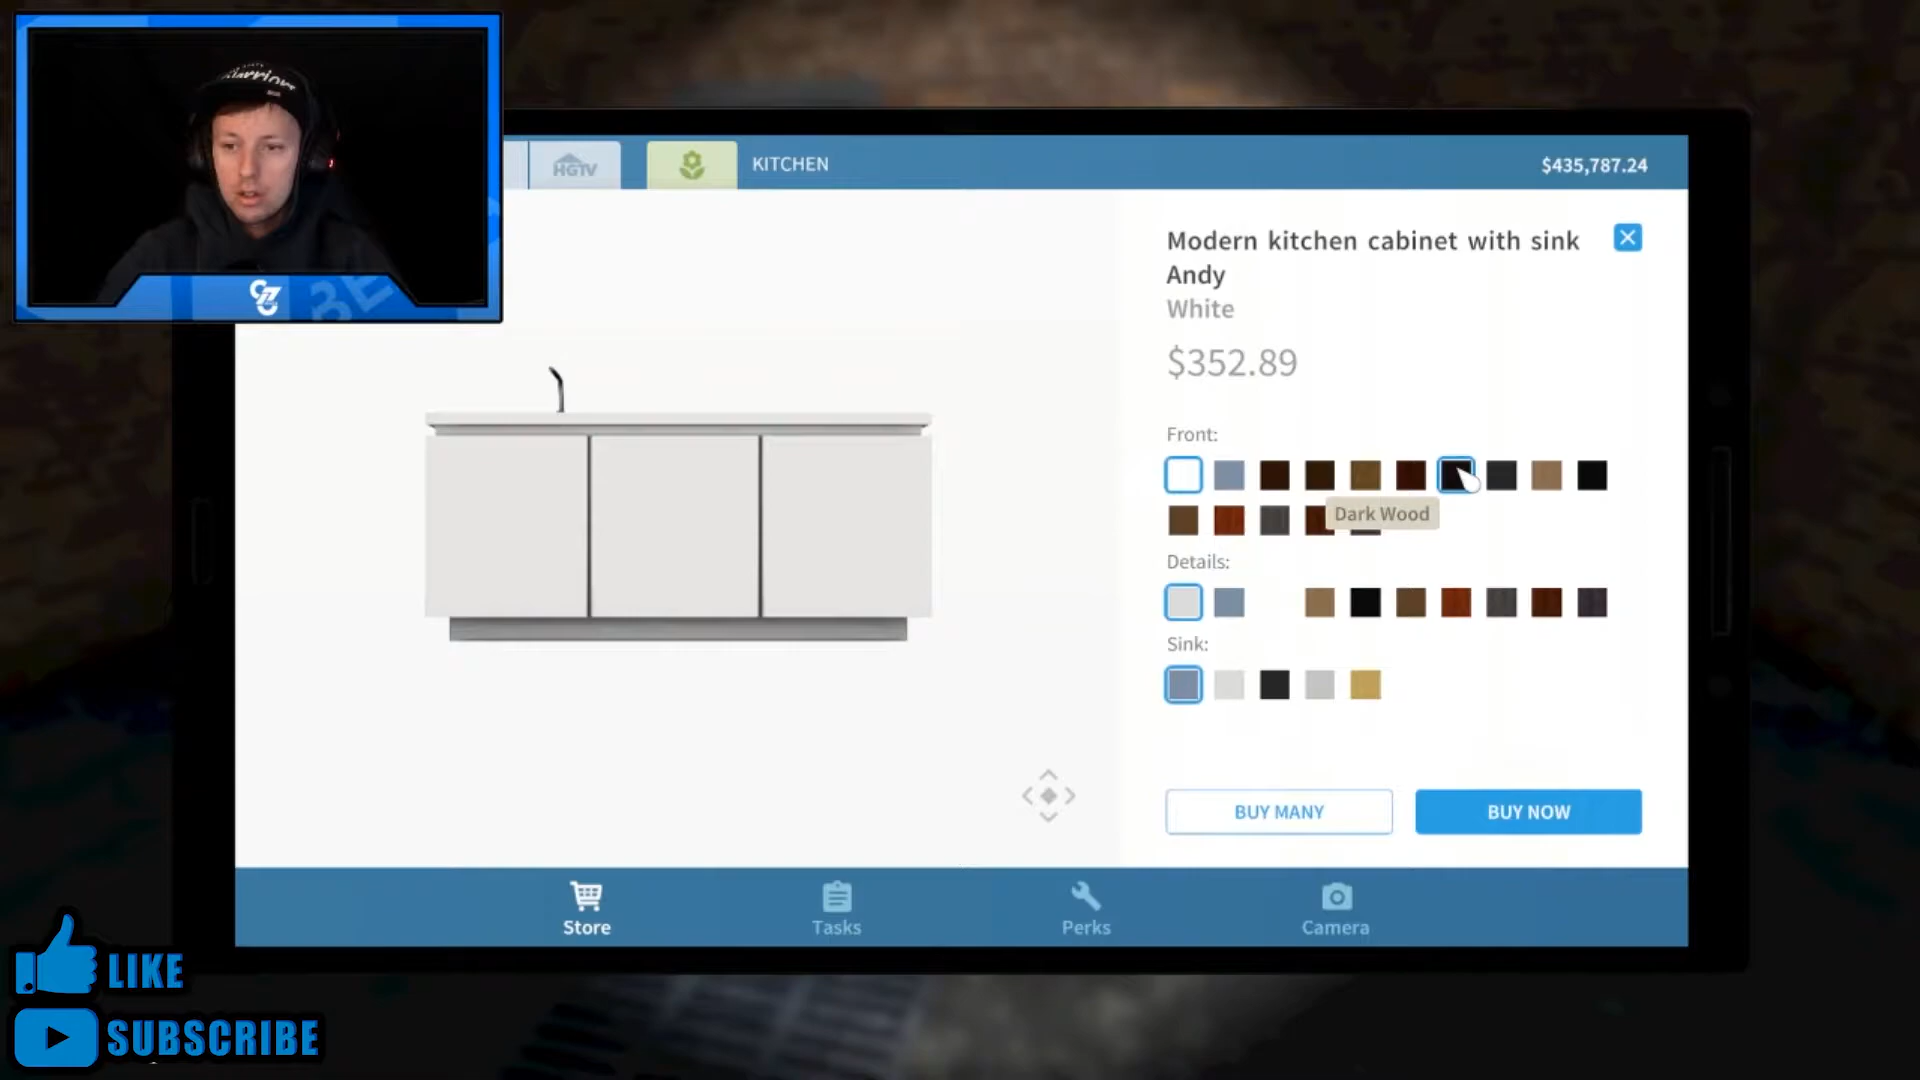 HGTV
KITCHEN
$435,787.24
Modern kitchen cabinet with sink
Andy
White
$352.89
Front:
Dark Wood
Details:
Sink:
BUY MANY
BUY NOW
Store
Tasks
Perks
Camera
LIKE
SUBSCRIBE